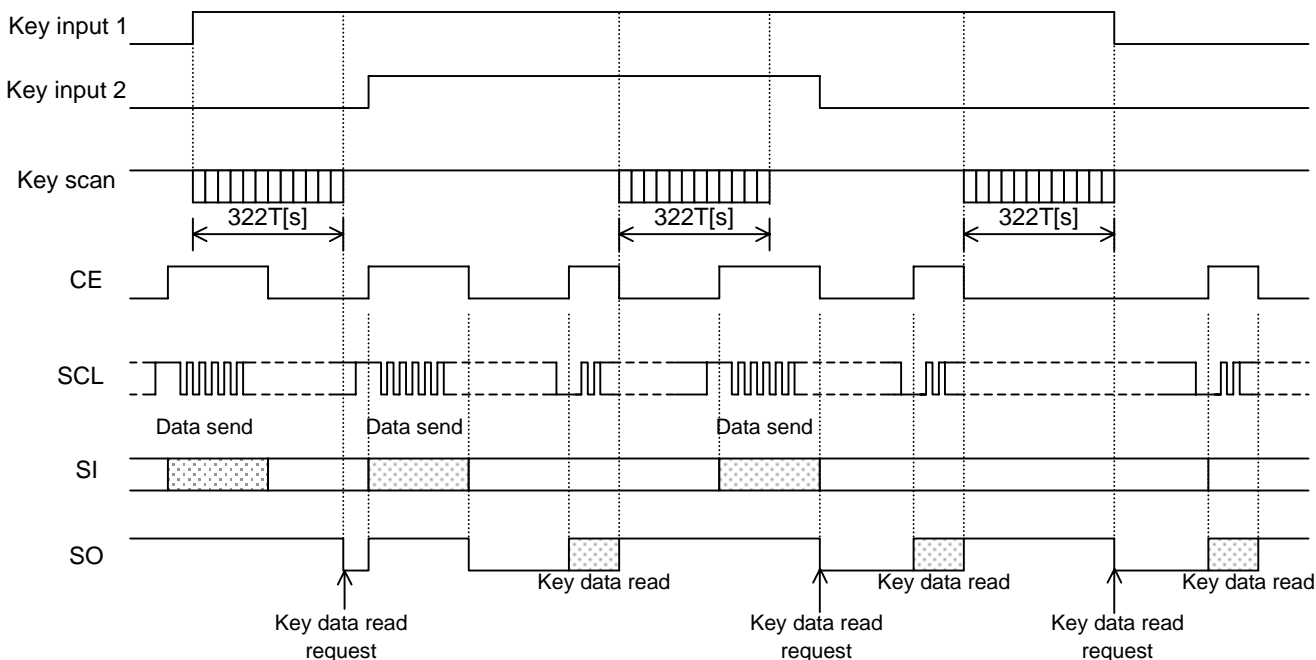 Key input 1
Key input 2
Key scan
322T[s]
322T[s]
322T[s]
CE
SCL
Data send
Data send
Data send
SI
SO
Key data read
Key data read
Key data read
Key data read
request
Key data read
request
Key data read
request